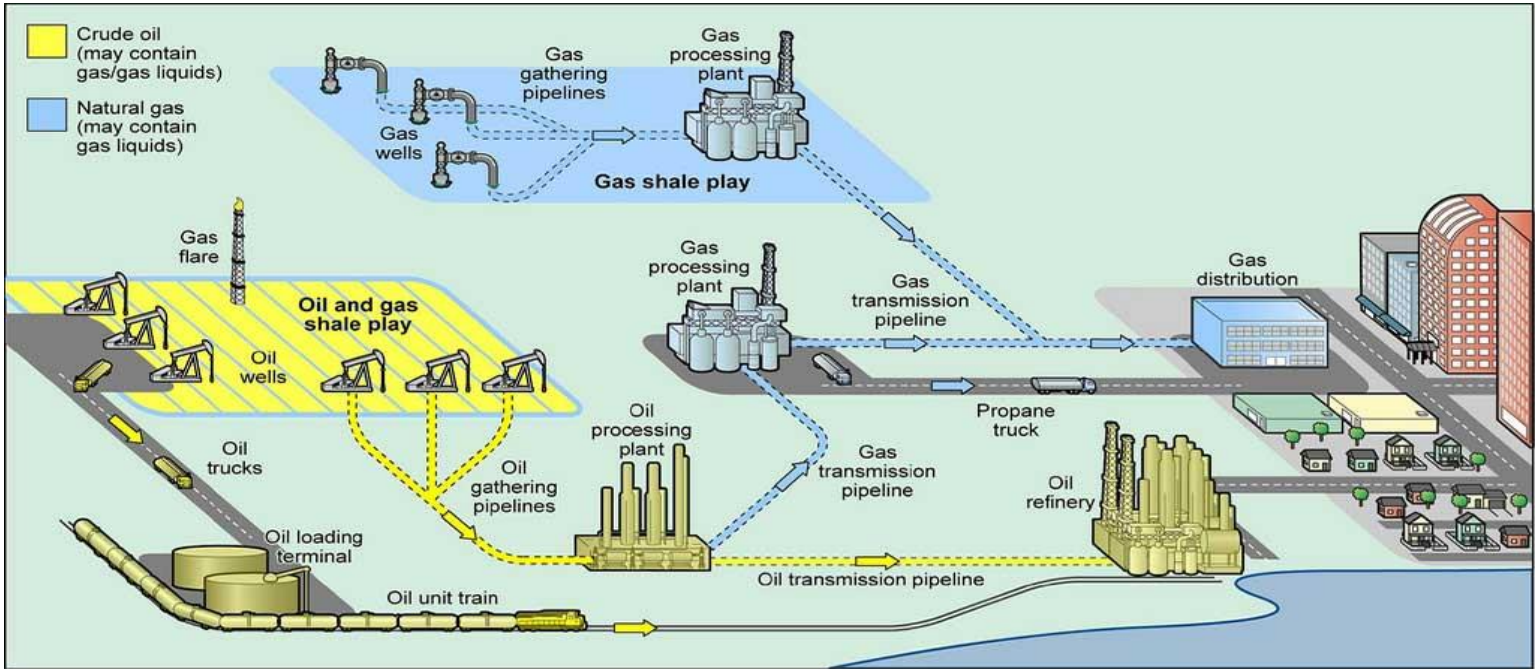 Crude oil
(may contain
gas/gas liquids)
Natural gas
(may contain
gas liquids)
Gas
gathering
pipelines
Gas
processing
plant
Gas
wells
Gas shale play
Gas
flare
Oil and gas
shale play
Oil
wells
Gas
processing
plant
Gas
transmission
pipeline
Gas
distribution
Propane
truck
Oil
trucks
Oil
gathering
pipelines
Oil
processing
plant
Gas
transmission
pipeline
Oil
refinery
Oil loading
terminal
Oil unit train
Oil transmission pipeline